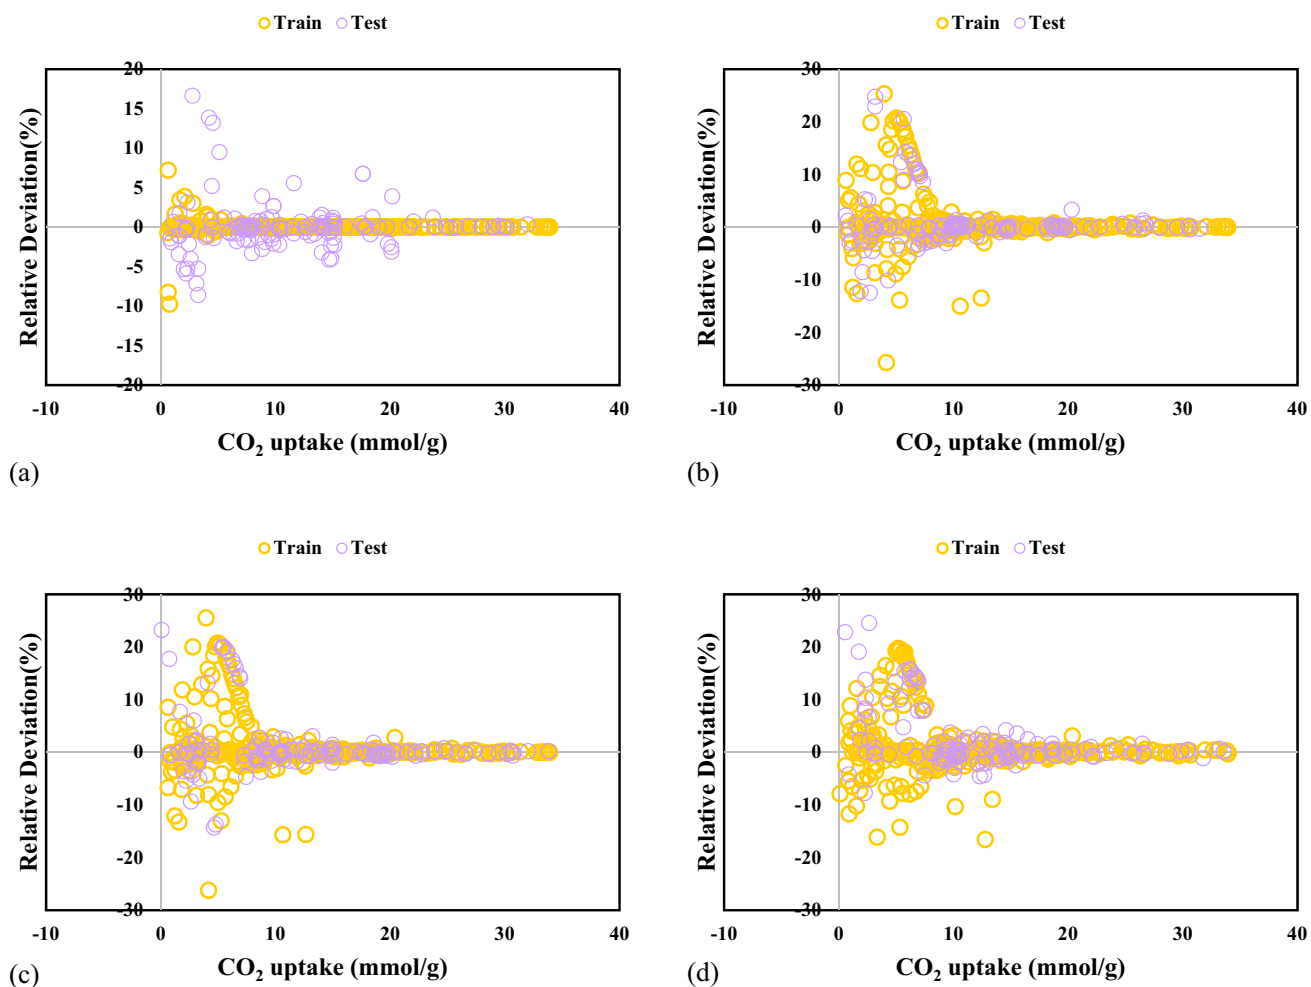 Train Test
20
15
10
5
0
-5
-10
-15
-20
-10 0 10 20 30 40
Relative Deviation(%)
CO₂ uptake (mmol/g)
(a)
Train Test
30
20
10
0
-10
-20
-30
-10 0 10 20 30 40
Relative Deviation(%)
CO₂ uptake (mmol/g)
(b)
Train Test
30
20
10
0
-10
-20
-30
-10 0 10 20 30 40
Relative Deviation(%)
CO₂ uptake (mmol/g)
(c)
Train Test
30
20
10
0
-10
-20
-30
-10 0 10 20 30 40
Relative Deviation(%)
CO₂ uptake (mmol/g)
(d)